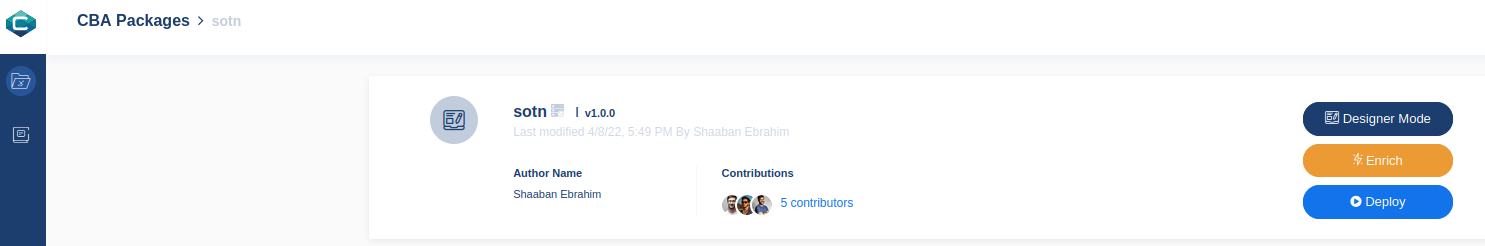 CBA Packages > sotn
sotn | v1.0.0
Last modified 4/8/22, 5:49 PM By Shaaban Ebrahim
Author Name
Shaaban Ebrahim
Contributions
5 contributors
Designer Mode
Enrich
Deploy